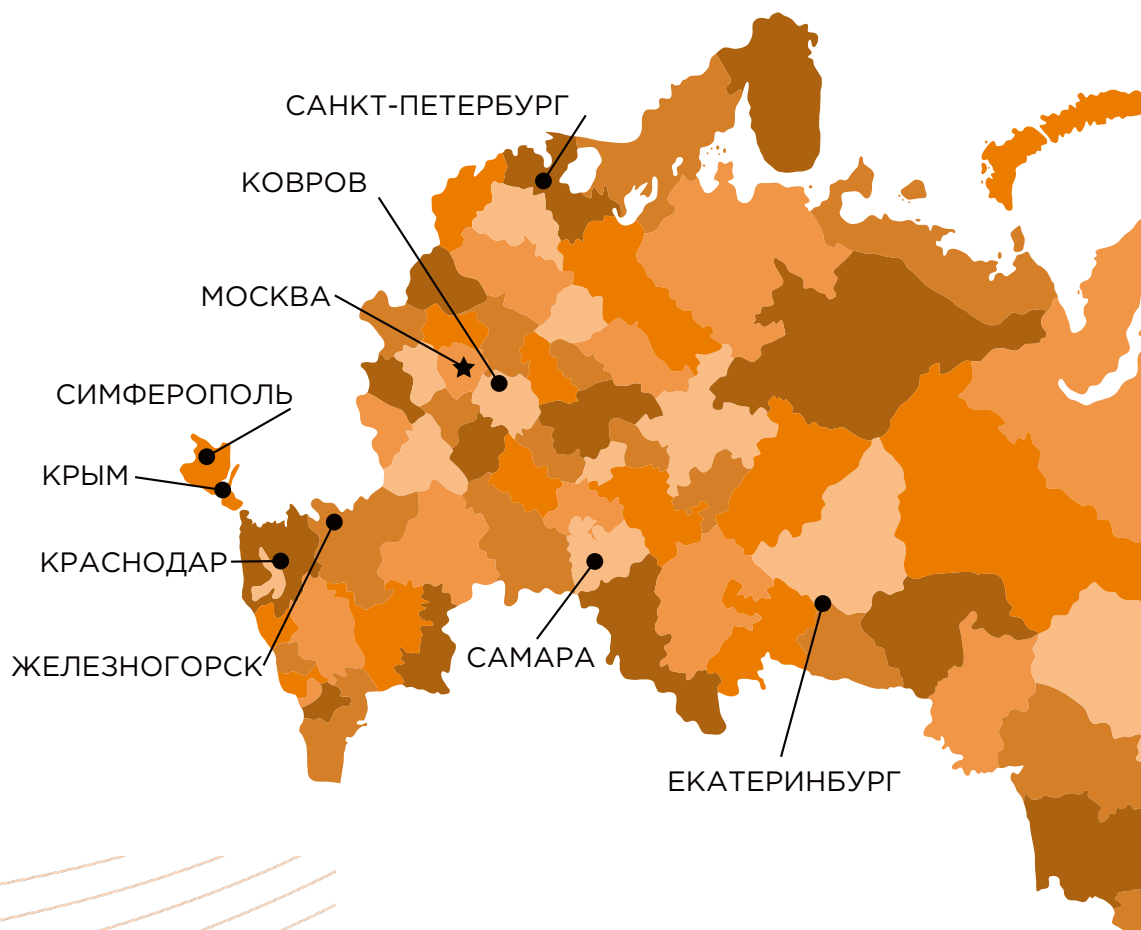 САНКТ-ПЕТЕРБУРГ
КОВРОВ
МОСКВА
СИМФЕРОПОЛЬ
КРЫМ
КРАСНОДАР
ЖЕЛЕЗНОГОРСК
САМАРА
ЕКАТЕРИНБУРГ